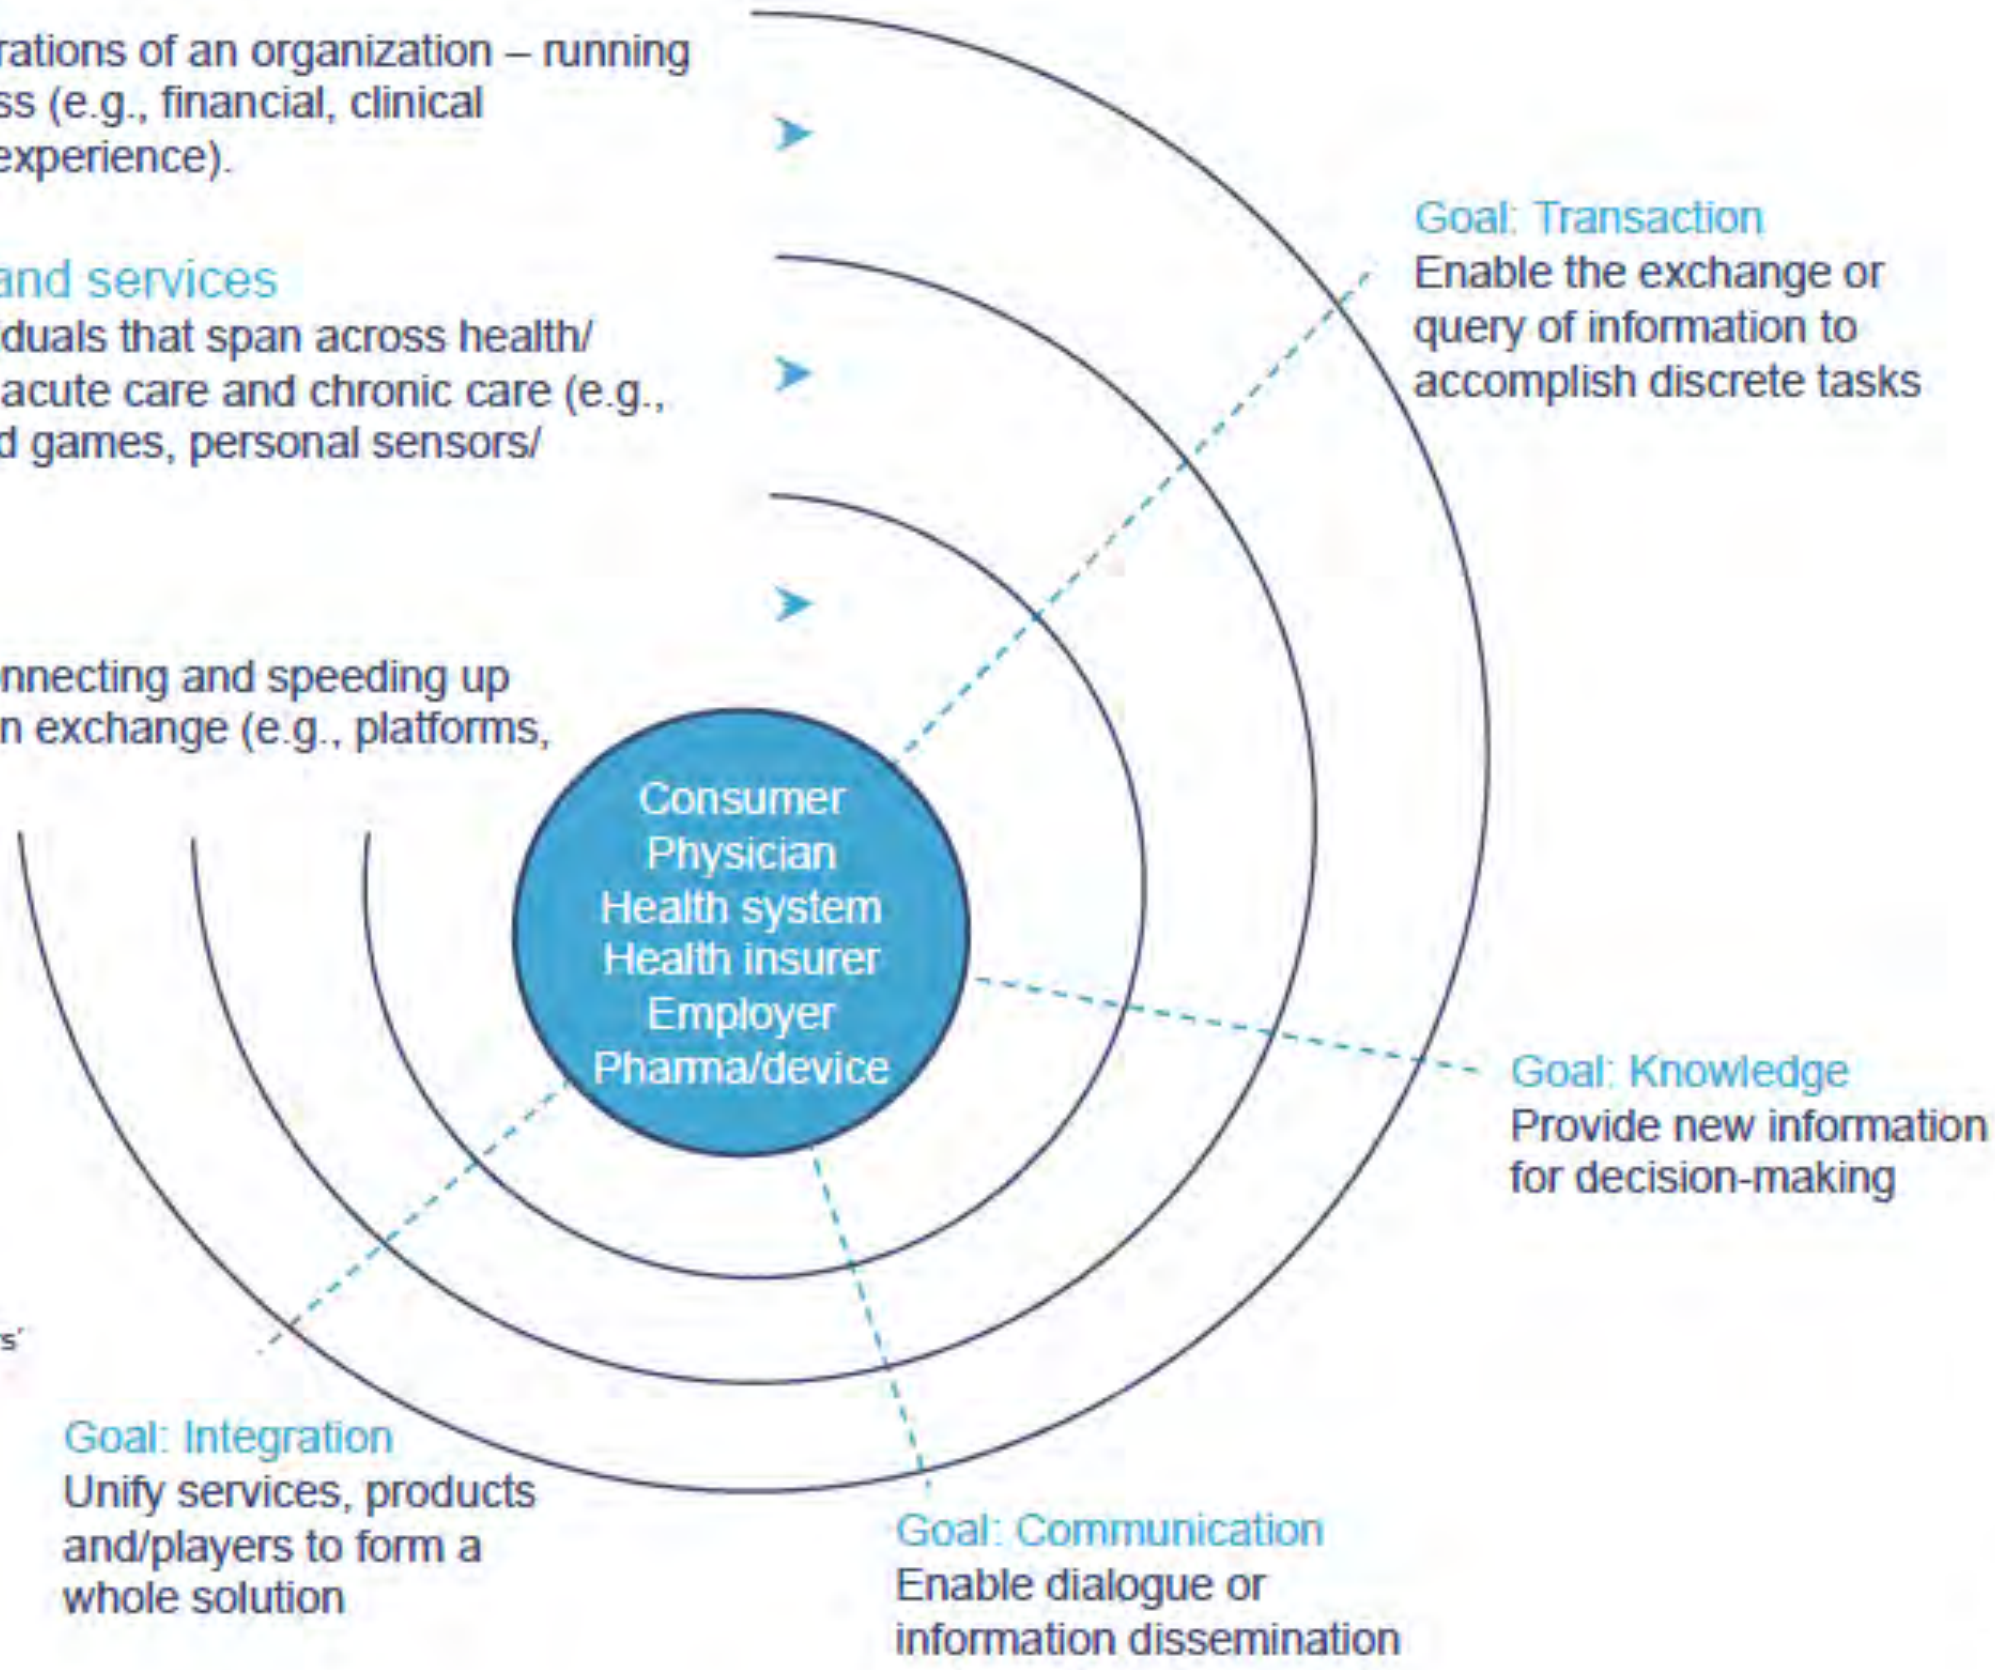 rations of an organization – running
ss (e.g., financial, clinical
experience).
and services
duals that span across health/
acute care and chronic care (e.g.,
d games, personal sensors/
nnecting and speeding up
n exchange (e.g., platforms,
Consumer
Physician
Health system
Health insurer
Employer
Pharma/device
Goal: Transaction
Enable the exchange or
query of information to
accomplish discrete tasks
Goal: Knowledge
Provide new information
for decision-making
Goal: Communication
Enable dialogue or
information dissemination
Goal: Integration
Unify services, products
and/players to form a
whole solution